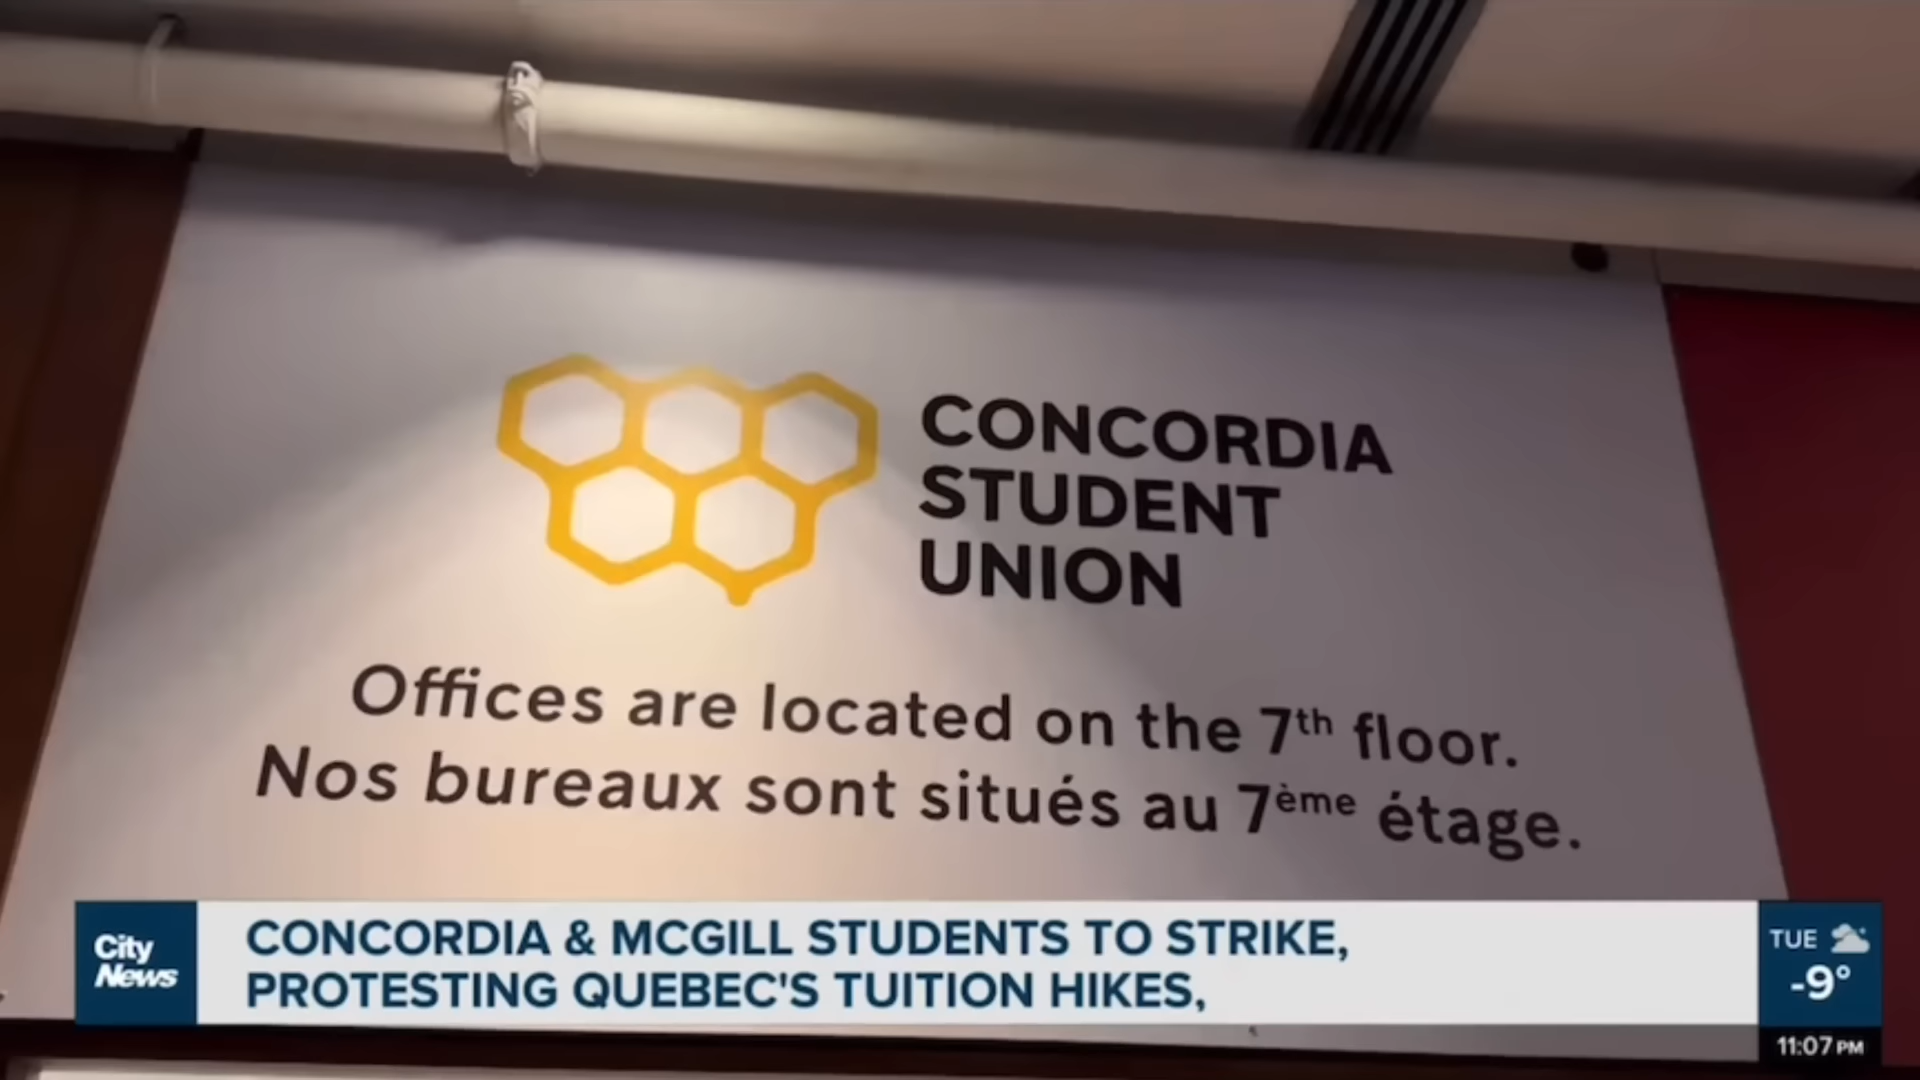 CONCORDIA
STUDENT
UNION
Offices are located on the 7th floor.
Nos bureaux sont situés au 7ème étage.
City
News
CONCORDIA & MCGILL STUDENTS TO STRIKE,
PROTESTING QUEBEC'S TUITION HIKES,
TUE
-9°
11:07 PM